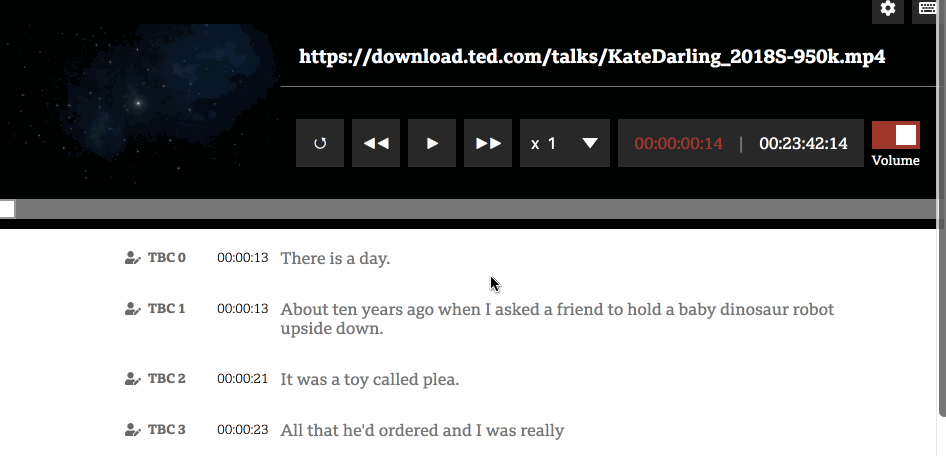 https://download.ted.com/talks/KateDarling_2018S-950k.mp4
x 1
00:00:00:14 | 00:23:42:14
Volume
TBC 0 00:00:13 There is a day.
TBC 1 00:00:13 About ten years ago when I asked a friend to hold a baby dinosaur robot
upside down.
TBC 2 00:00:21 It was a toy called plea.
TBC 3 00:00:23 All that he'd ordered and I was really